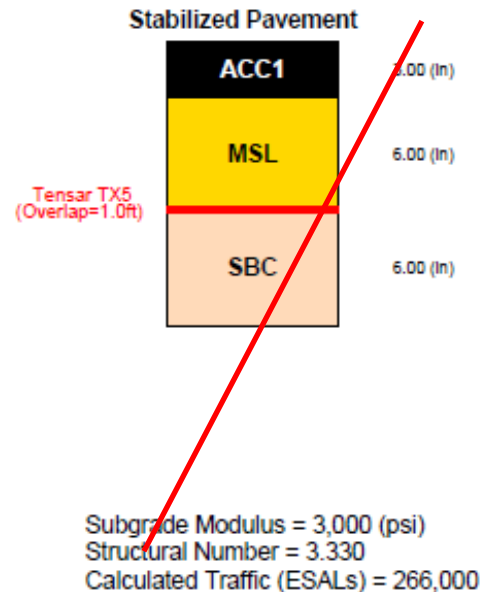 Stabilized Pavement
ACC1
3.00 (in)
MSL
6.00 (in)
Tensar TX5
(Overlap=1.0ft)
SBC
6.00 (in)
Subgrade Modulus = 3,000 (psi)
Structural Number = 3.330
Calculated Traffic (ESALs) = 266,000